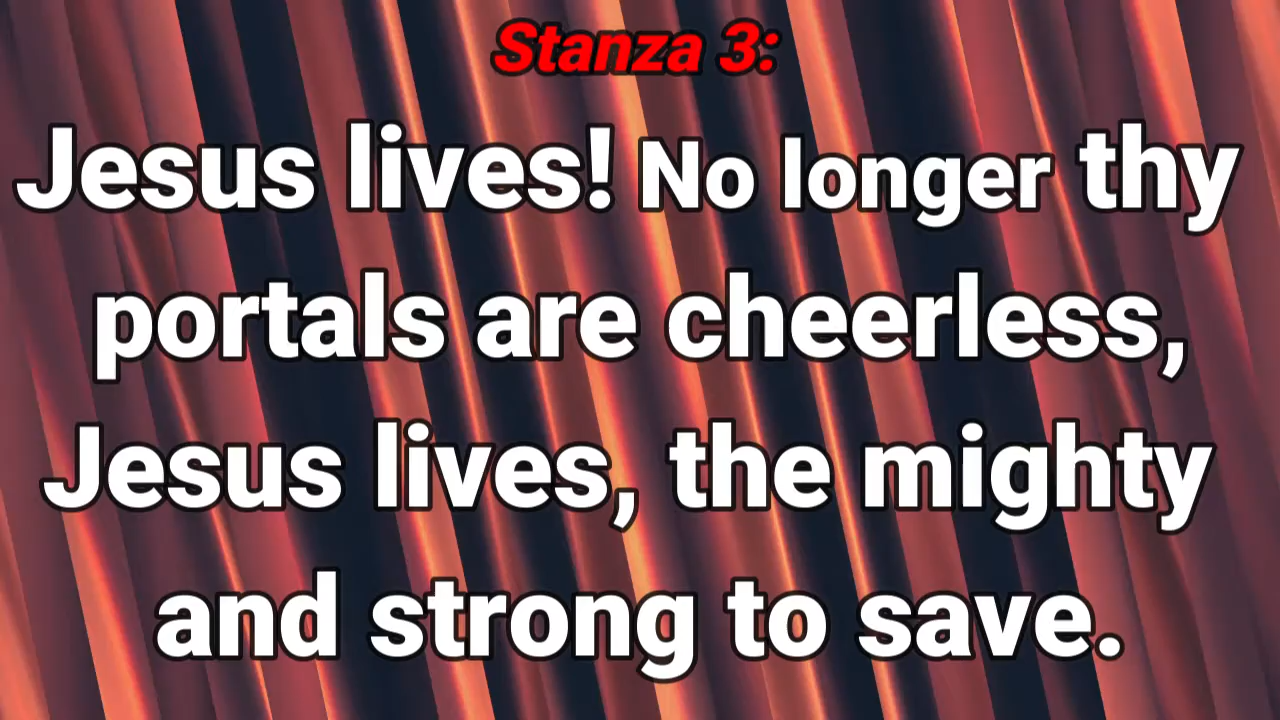 Stanza 3:
Jesus lives! No longer thy
portals are cheerless,
Jesus lives, the mighty
and strong to save.